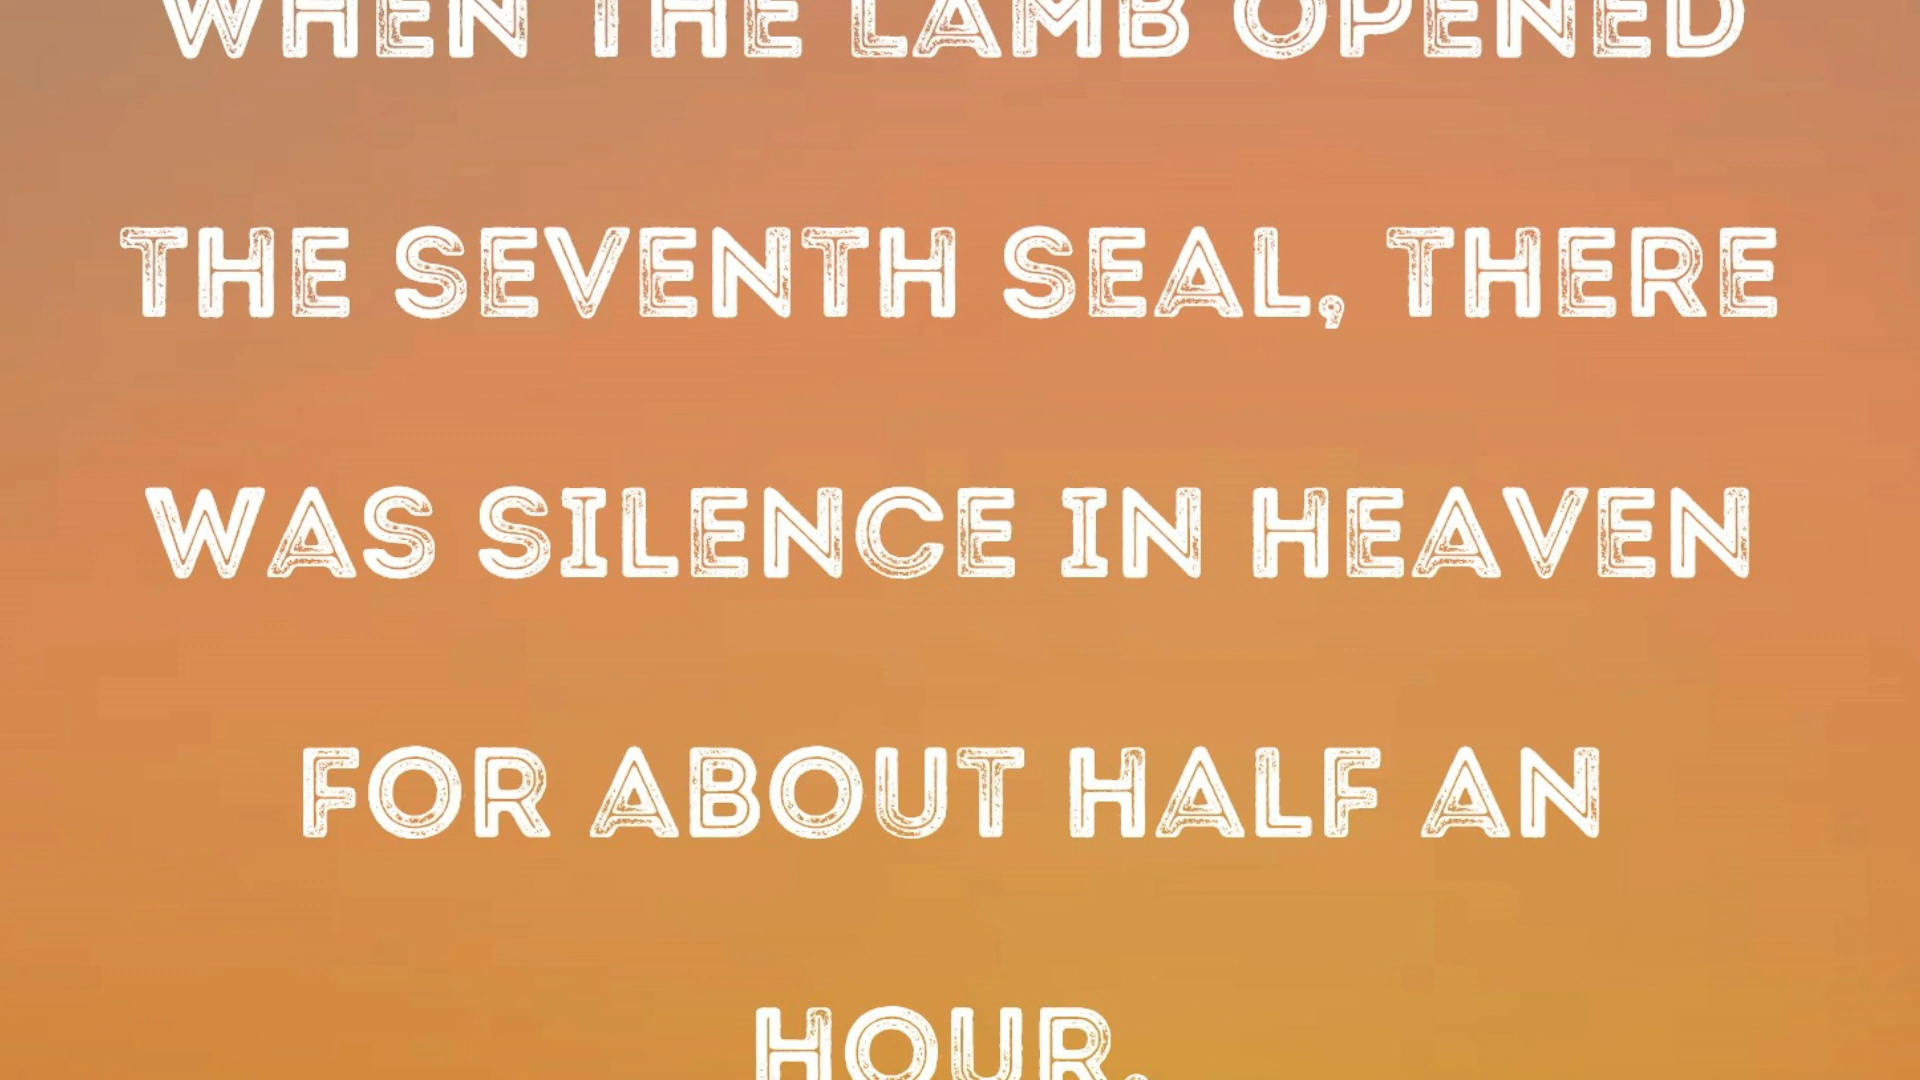 WHEN THE LAMB OPENED
THE SEVENTH SEAL, THERE
WAS SILENCE IN HEAVEN
FOR ABOUT HALF AN
HOUR.